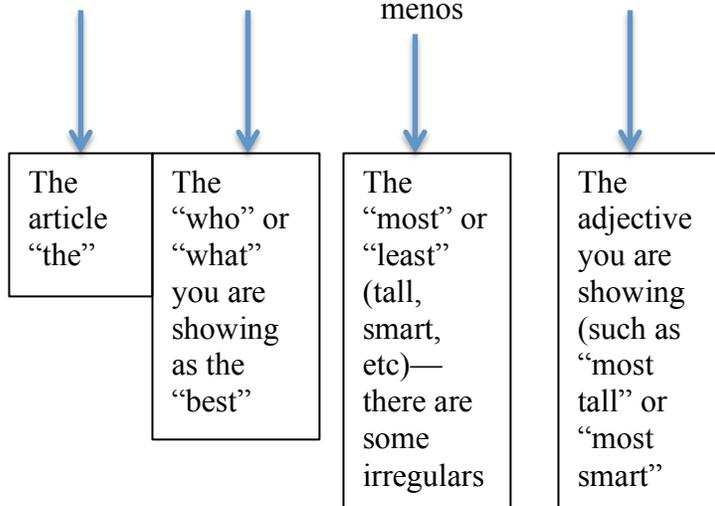 menos
The
article
“the”
The
“who” or
“what”
you are
showing
as the
“best”
The
“most” or
“least”
(tall,
smart,
etc)—
there are
some
irregulars
The
adjective
you are
showing
(such as
“most
tall” or
“most
smart”